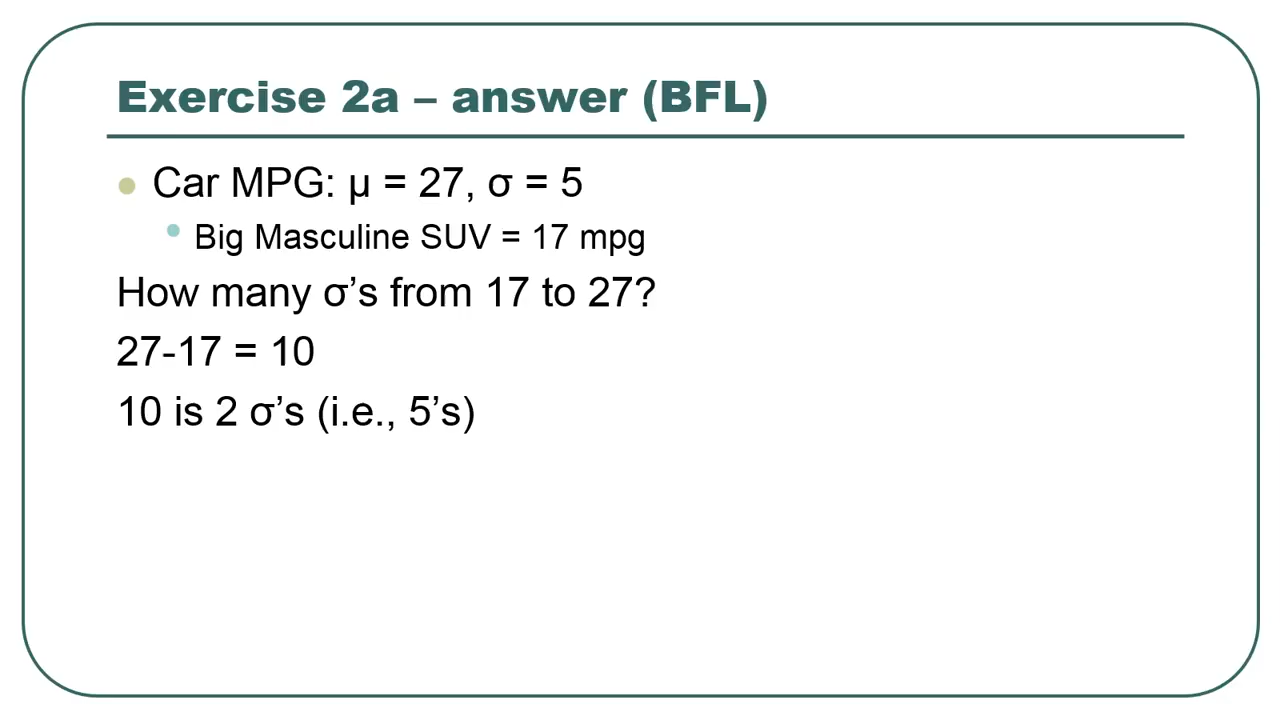 Exercise 2a – answer (BFL)
Car MPG: μ = 27, σ = 5
Big Masculine SUV = 17 mpg
How many σ’s from 17 to 27?
27-17 = 10
10 is 2 σ’s (i.e., 5’s)